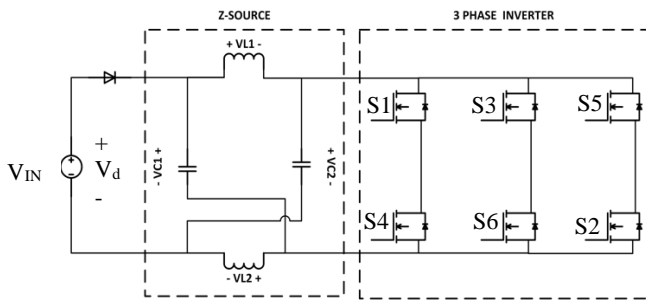 Z-SOURCE
3 PHASE INVERTER
+ VL1 -
S1
S3
S5
VIN
+
Vd
-
- VC1 +
+ VC2 -
S4
S6
S2
- VL2 +